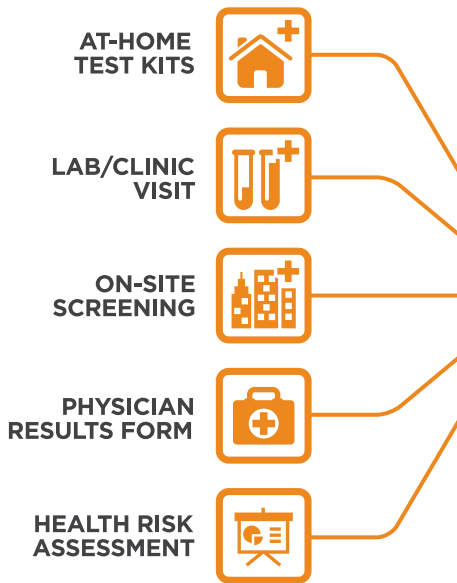 AT-HOME
TEST KITS
LAB/CLINIC
VISIT
ON-SITE
SCREENING
PHYSICIAN
RESULTS FORM
HEALTH RISK
ASSESSMENT